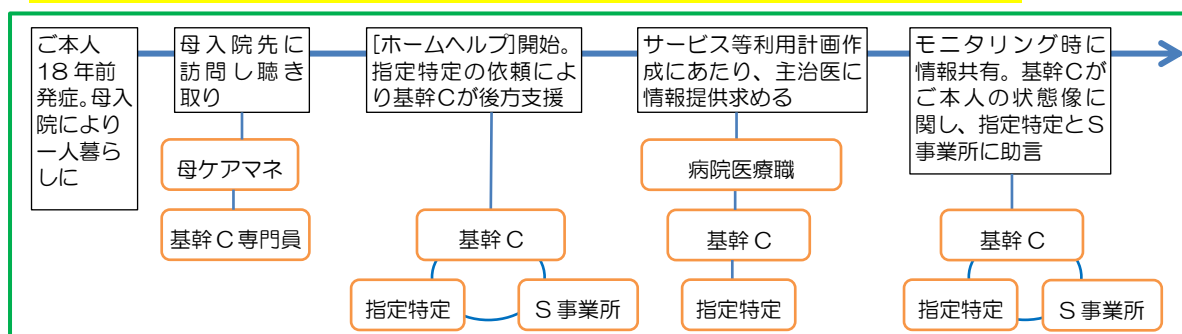 ご本人
18年前
発症。母入
院により
一人暮ら
しに
母入院先に
訪問し聴き
取り
母ケアマネ
基幹C専門員
[ホームヘルプ]開始。
指定特定の依頼によ
り基幹Cが後方支援
基幹C
指定特定
S事業所
サービス等利用計画作
成にあたり、主治医に
情報提供求める
病院医療職
基幹C
指定特定
モニタリング時に
情報共有。基幹Cが
ご本人の状態像に
関し、指定特定とS
事業所に助言
基幹C
指定特定
S事業所